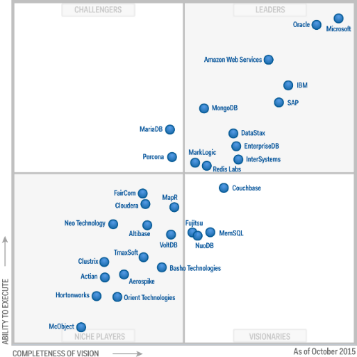 CHALLENGERS
LEADERS
Oracle
Microsoft
Amazon Web Services
IBM
SAP
MongoDB
MariaDB
DataStax
EnterpriseDB
Percona
MarkLogic
InterSystems
Redis Labs
Couchbase
FairCom
Cloudera
MapR
Neo Technology
Altibase
VoltDB
Fujitsu
NuoDB
MemSQL
TmaxSoft
Clustrix
Basho Technologies
Actian
Aerospike
Hortonworks
Orient Technologies
McObject
NICHE PLAYERS
VISIONARIES
ABILITY TO EXECUTE
COMPLETENESS OF VISION
As of October 2015